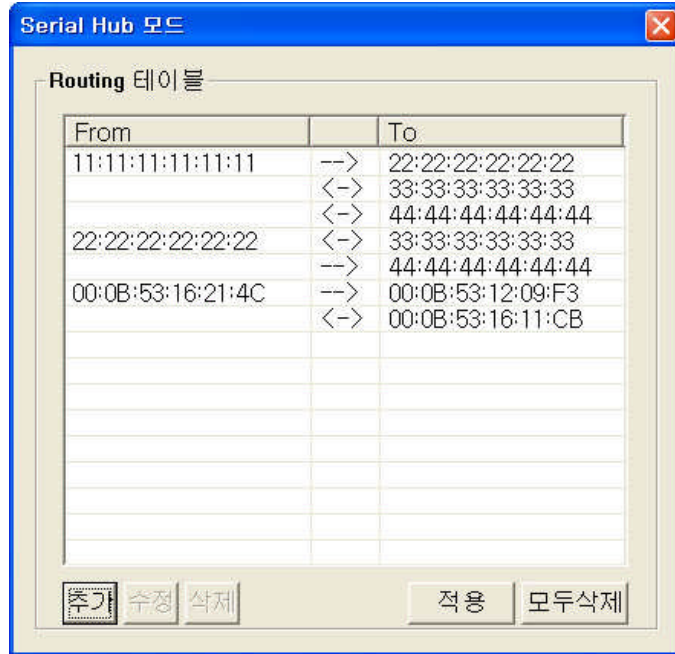 Serial Hub 모드
Routing 테이블
From To
11:11:11:11:11:11 --> 22:22:22:22:22:22
<-> 33:33:33:33:33:33
<-> 44:44:44:44:44:44
22:22:22:22:22:22 <-> 33:33:33:33:33:33
--> 44:44:44:44:44:44
00:0B:53:16:21:4C --> 00:0B:53:12:09:F3
<-> 00:0B:53:16:11:CB
추가 수정 삭제 적용 모두삭제